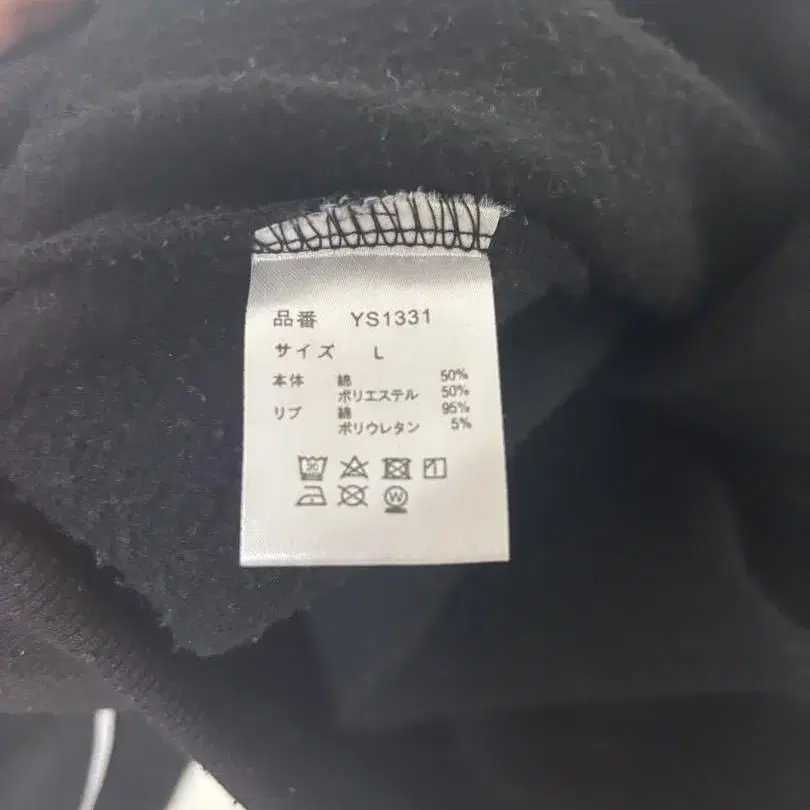 品番 YS1331
サイズ L
本体 綿 50%
ポリエステル 50%
リブ 綿 95%
ポリウレタン 5%
30
W